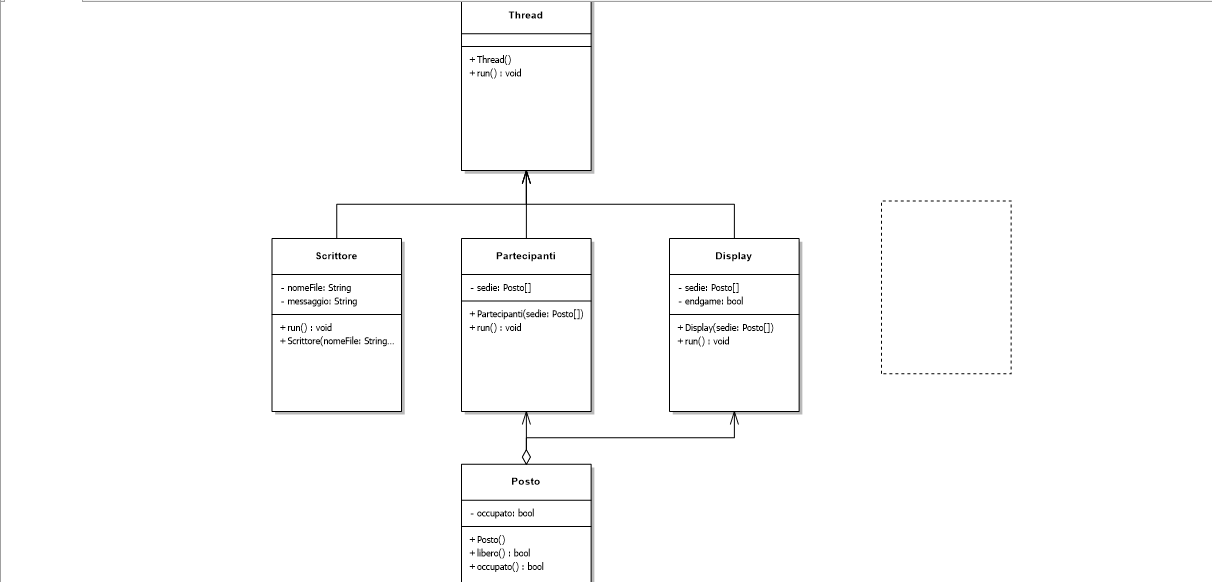 Thread
+ Thread()
+ run() : void
Scrittore
- nomeFile: String
- messaggio: String
+ run() : void
+ Scrittore(nomeFile: String...
Partecipanti
- sedie: Posto[]
+ Partecipanti(sedie: Posto[])
+ run() : void
Display
- sedie: Posto[]
- endgame: bool
+ Display(sedie: Posto[])
+ run() : void
Posto
- occupato: bool
+ Posto()
+ libero() : bool
+ occupato() : bool